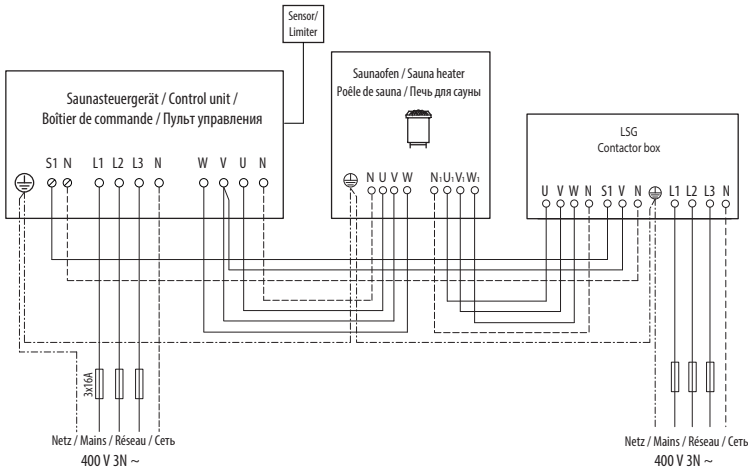 Sensor/
Limiter
Saunasteuergerät / Control unit /
Boîtier de commande / Пульт управления
S1 N L1 L2 L3 N W V U N
Saunaofen / Sauna heater
Poêle de sauna / Печь для сауны
N U V W N1 U1 V1 W1
LSG
Contactor box
U V W N S1 V N L1 L2 L3 N
3x16A
Netz / Mains / Réseau / Сеть
400 V 3N ~
Netz / Mains / Réseau / Сеть
400 V 3N ~